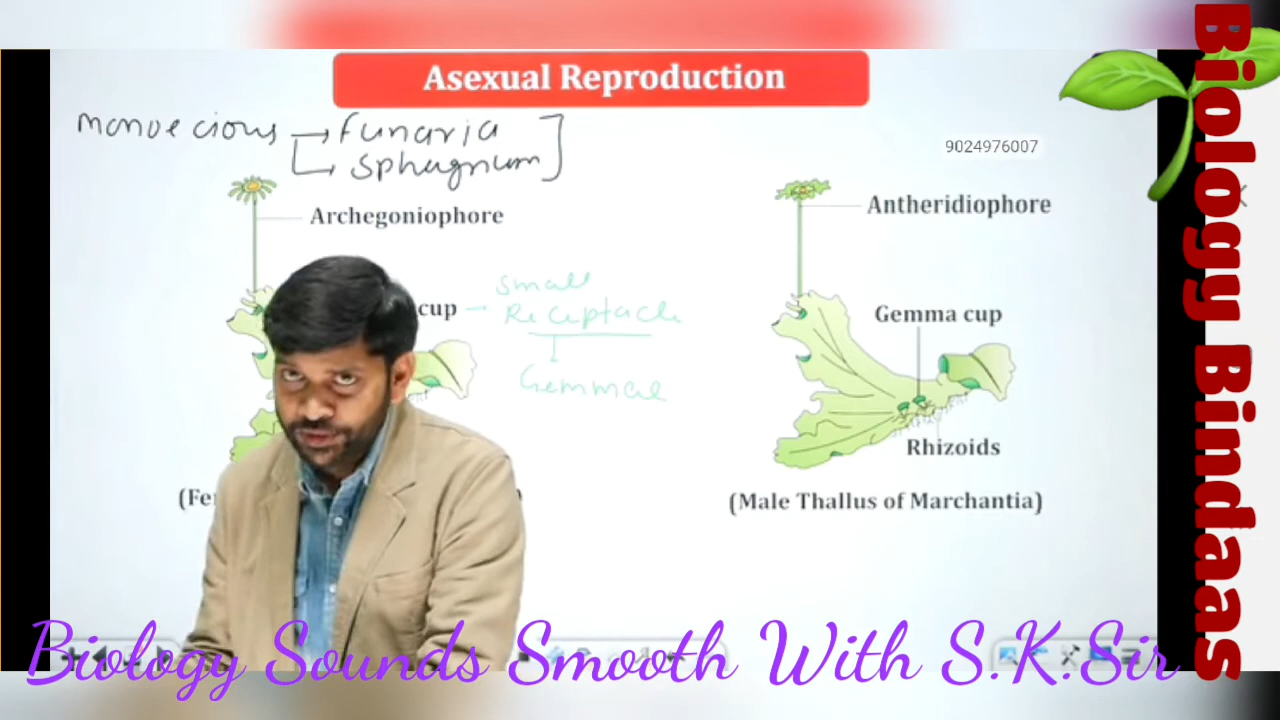 Asexual Reproduction
monoecious → Funaria
↳ Sphagnum
9024976007
Archegoniophore
Antheridiophore
cup → small
Receptacle
Gemmae
Gemma cup
Rhizoids
(Fe
(Male Thallus of Marchantia)
Biology Sounds Smooth With S.K.Sir
Biology Bindaas